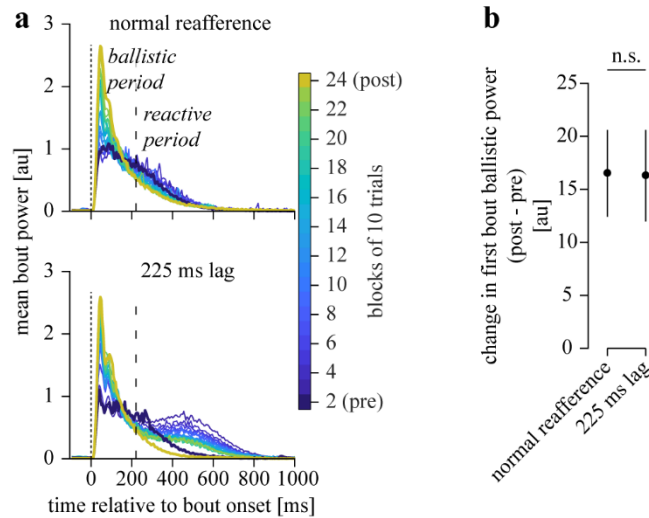 a
normal reafference
3
2
1
0
ballistic
period
reactive
period
mean bout power [au]
225 ms lag
3
2
1
0
0 200 400 600 800 1000
time relative to bout onset [ms]
24 (post)
22
20
18
16
14
12
10
8
6
4
2 (pre)
blocks of 10 trials
b
n.s.
25
20
15
10
5
0
change in first bout ballistic power
(post - pre)
[au]
normal reafference
225 ms lag